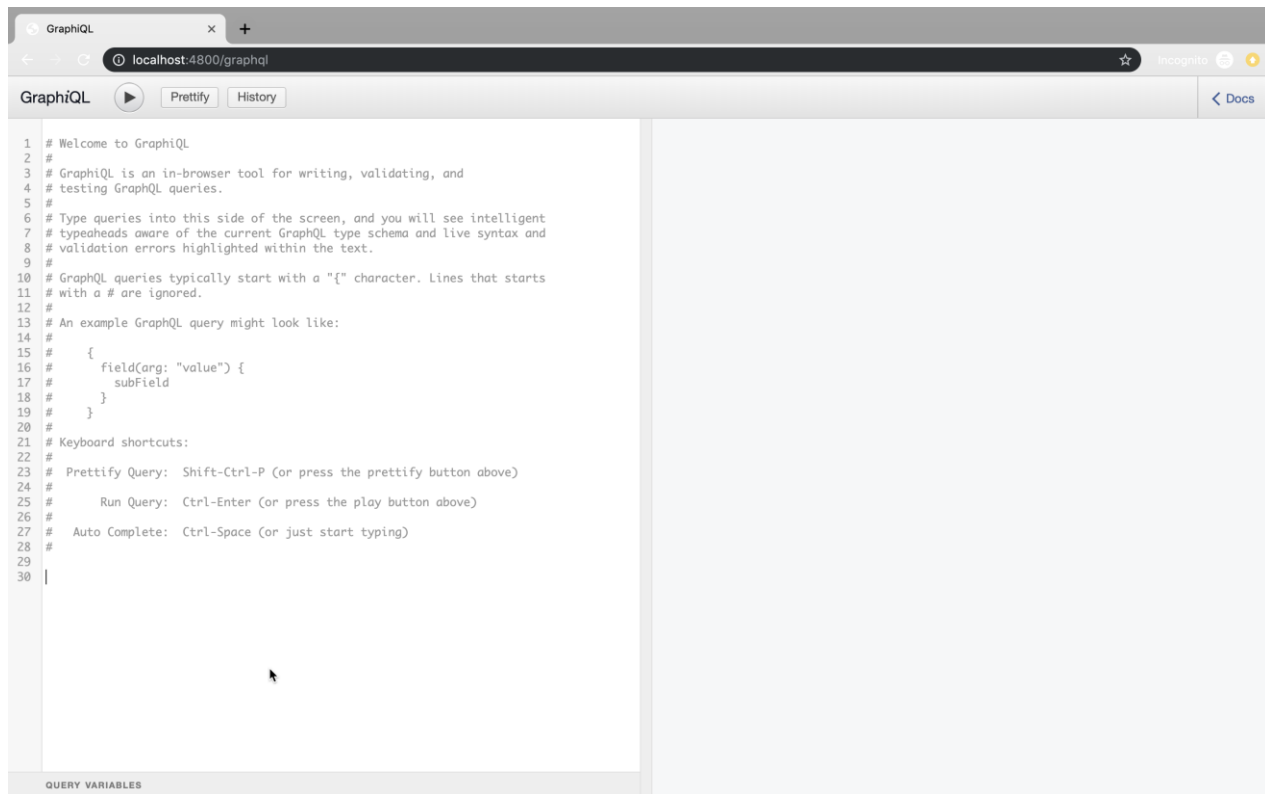 GraphiQL
localhost:4800/graphql
Incognito
GraphiQL
Prettify
History
Docs
1 # Welcome to GraphiQL
2 #
3 # GraphiQL is an in-browser tool for writing, validating, and
4 # testing GraphQL queries.
5 #
6 # Type queries into this side of the screen, and you will see intelligent
7 # typeaheads aware of the current GraphQL type schema and live syntax and
8 # validation errors highlighted within the text.
9 #
10 # GraphQL queries typically start with a "{" character. Lines that starts
11 # with a # are ignored.
12 #
13 # An example GraphQL query might look like:
14 #
15 #     {
16 #       field(arg: "value") {
17 #         subField
18 #       }
19 #     }
20 #
21 # Keyboard shortcuts:
22 #
23 #  Prettify Query:  Shift-Ctrl-P (or press the prettify button above)
24 #
25 #       Run Query:  Ctrl-Enter (or press the play button above)
26 #
27 #   Auto Complete:  Ctrl-Space (or just start typing)
28 #
29
30
QUERY VARIABLES